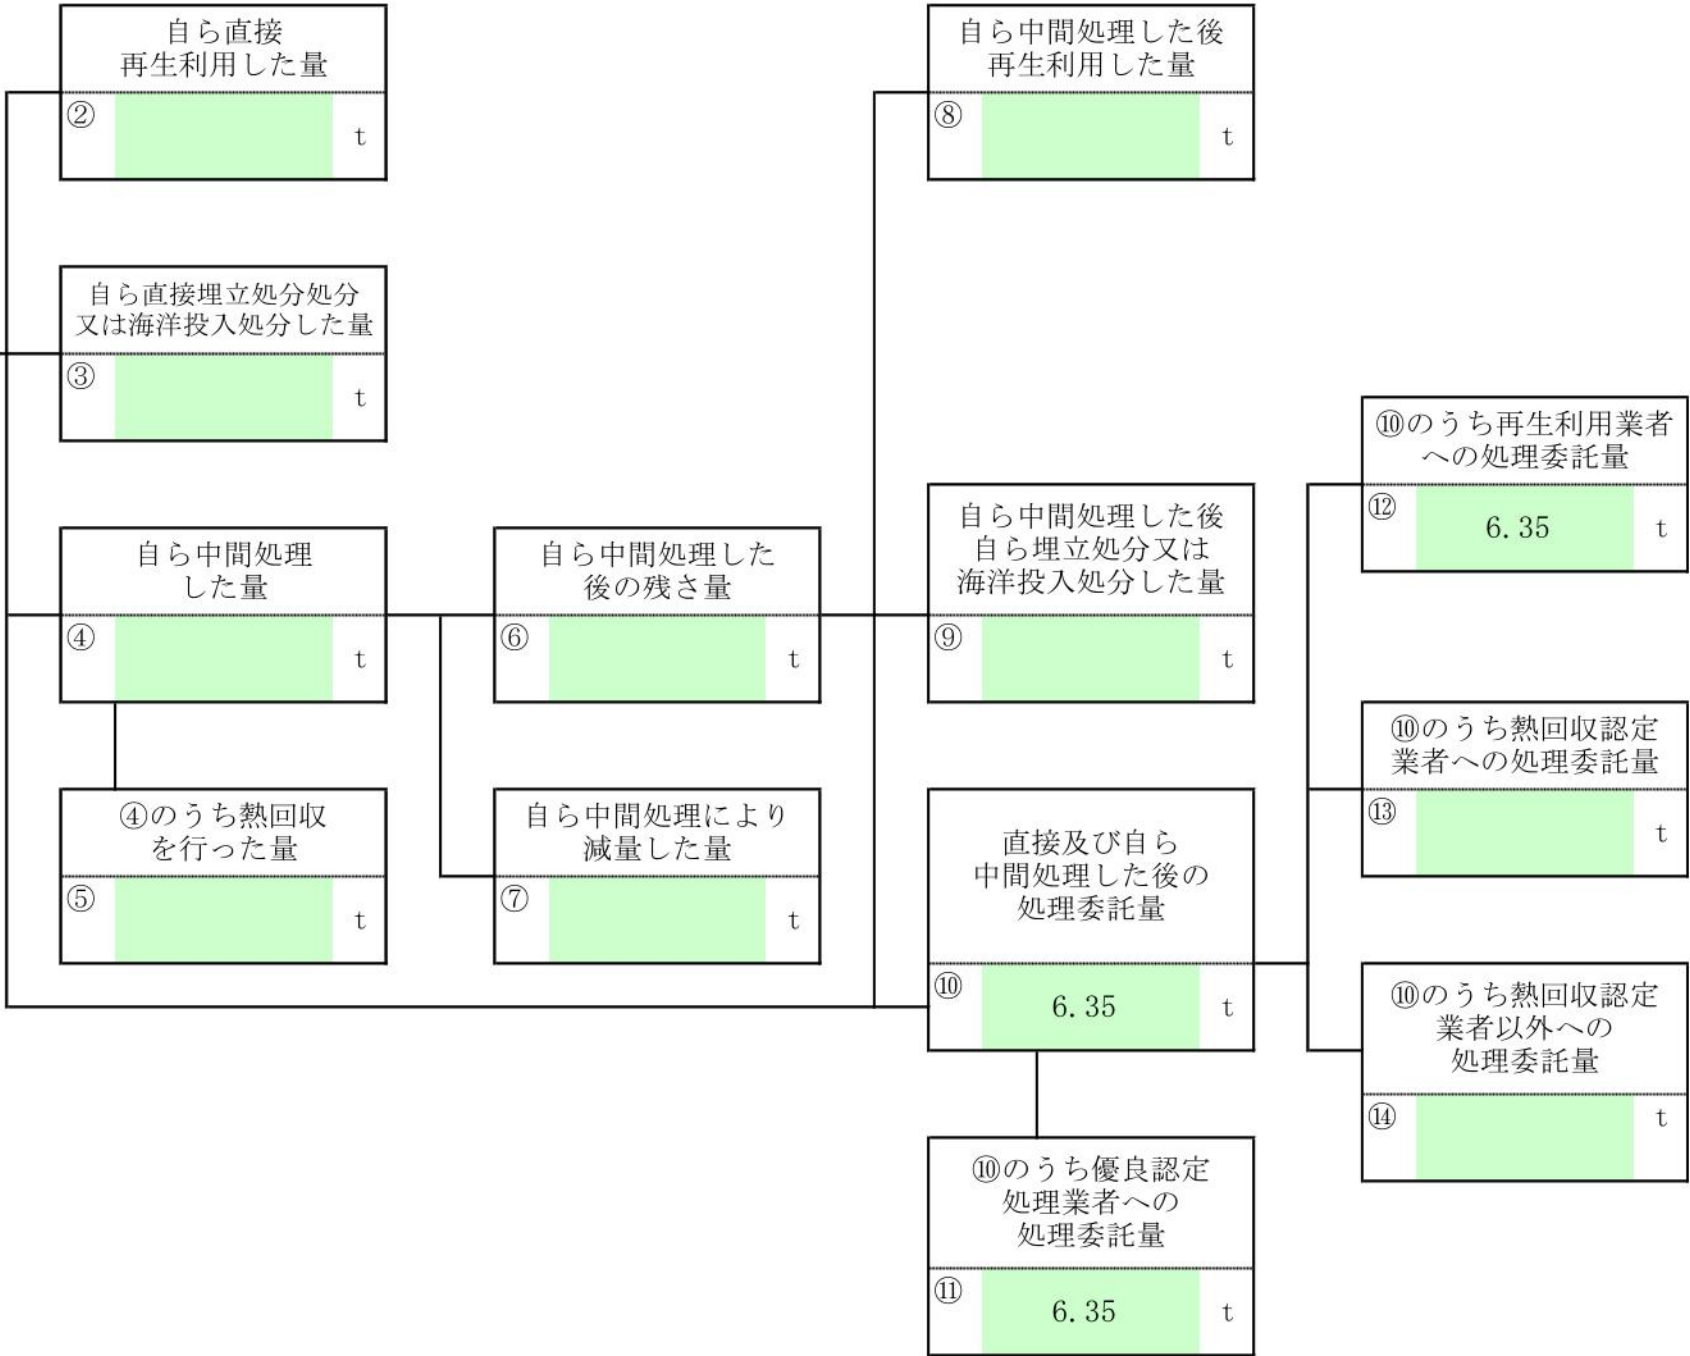 自ら直接
再生利用した量
②
t
自ら直接埋立処分処分
又は海洋投入処分した量
③
t
自ら中間処理
した量
④
t
④のうち熱回収
を行った量
⑤
t
自ら中間処理した
後の残さ量
⑥
t
自ら中間処理により
減量した量
⑦
t
自ら中間処理した後
再生利用した量
⑧
t
自ら中間処理した後
自ら埋立処分又は
海洋投入処分した量
⑨
t
直接及び自ら
中間処理した後の
処理委託量
⑩ 6.35 t
⑩のうち優良認定
処理業者への
処理委託量
⑪ 6.35 t
⑩のうち再生利用業者
への処理委託量
⑫ 6.35 t
⑩のうち熱回収認定
業者への処理委託量
⑬
t
⑩のうち熱回収認定
業者以外への
処理委託量
⑭
t